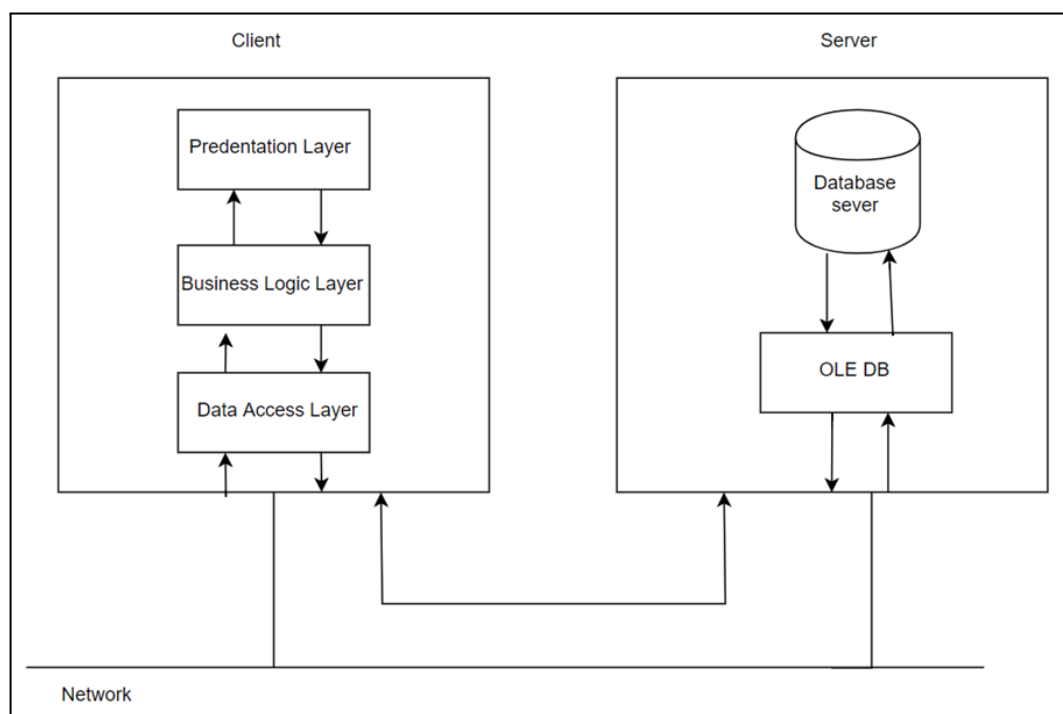 Client
Server
Predentation Layer
Business Logic Layer
Data Access Layer
Database
sever
OLE DB
Network